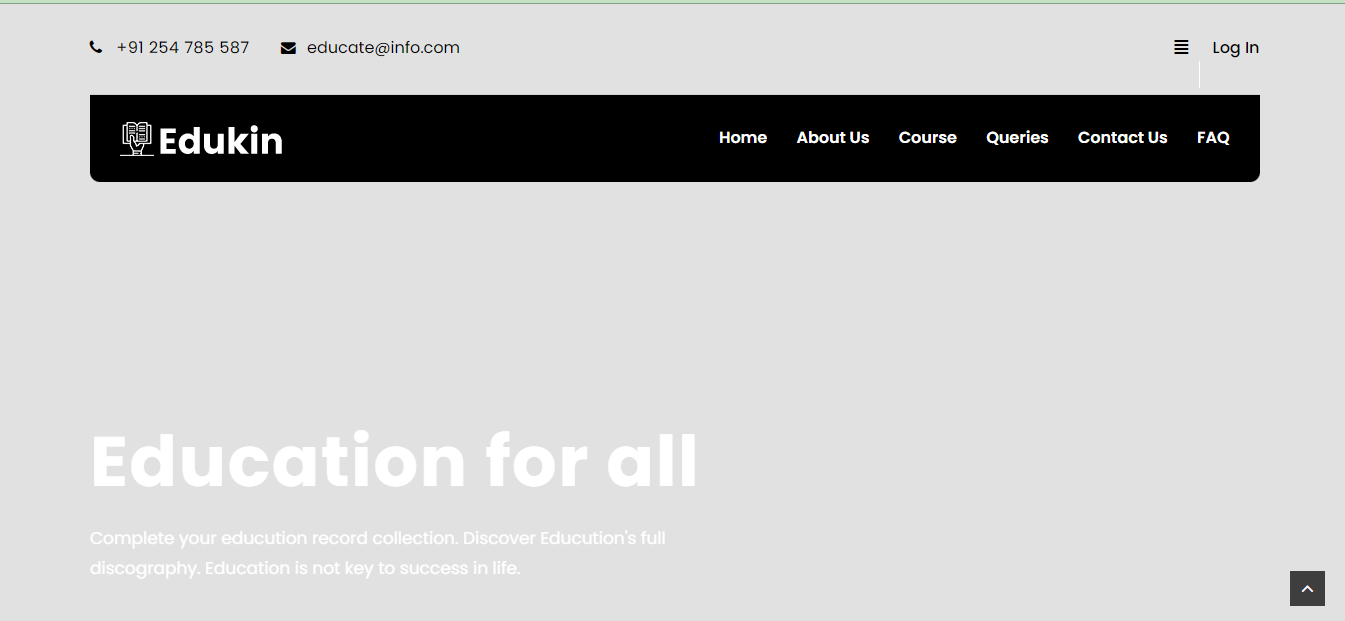 +91 254 785 587 educate@info.com Log In
Edukin Home About Us Course Queries Contact Us FAQ
Education for all
Complete your educution record collection. Discover Educution's full
discography. Education is not key to success in life.